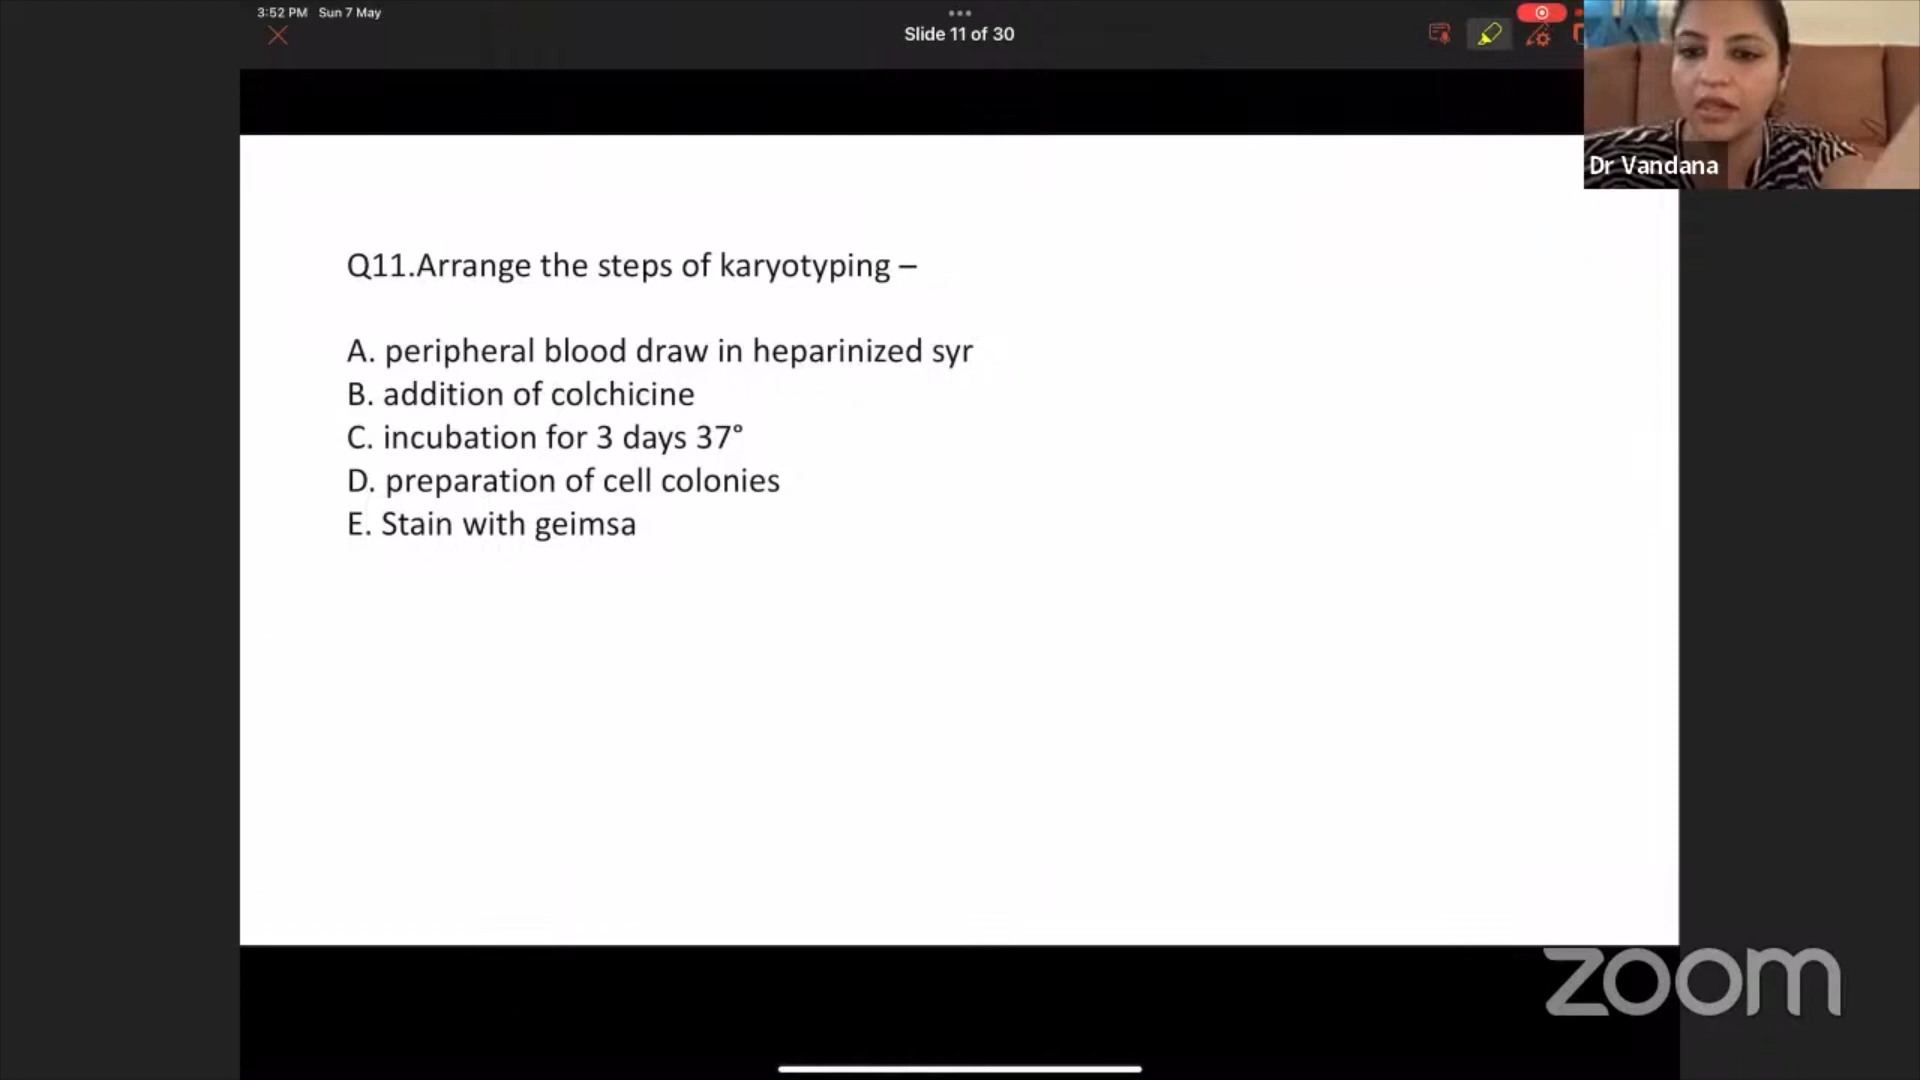 3:52 PM Sun 7 May
Slide 11 of 30
Dr Vandana
Q11.Arrange the steps of karyotyping –
A. peripheral blood draw in heparinized syr
B. addition of colchicine
C. incubation for 3 days 37°
D. preparation of cell colonies
E. Stain with geimsa
zoom